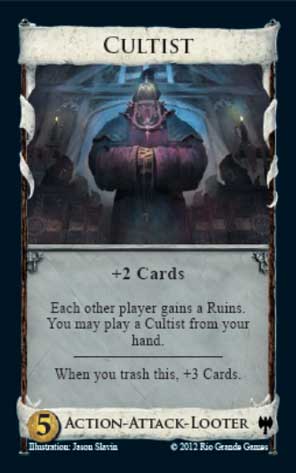 CULTIST
+2 Cards
Each other player gains a Ruins.
You may play a Cultist from your
hand.
When you trash this, +3 Cards.
5 ACTION-ATTACK-LOOTER
Illustration: Jason Slavin © 2012 Rio Grande Games